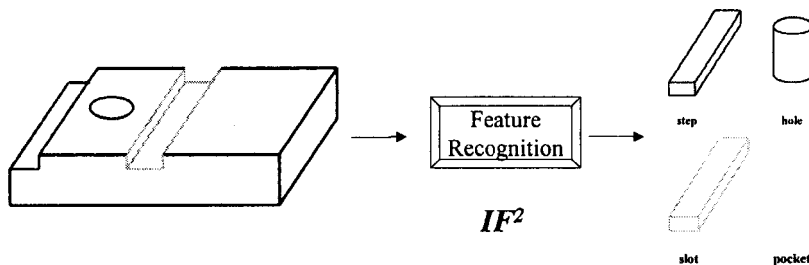 Feature
Recognition
IF²
step hole
slot pocket